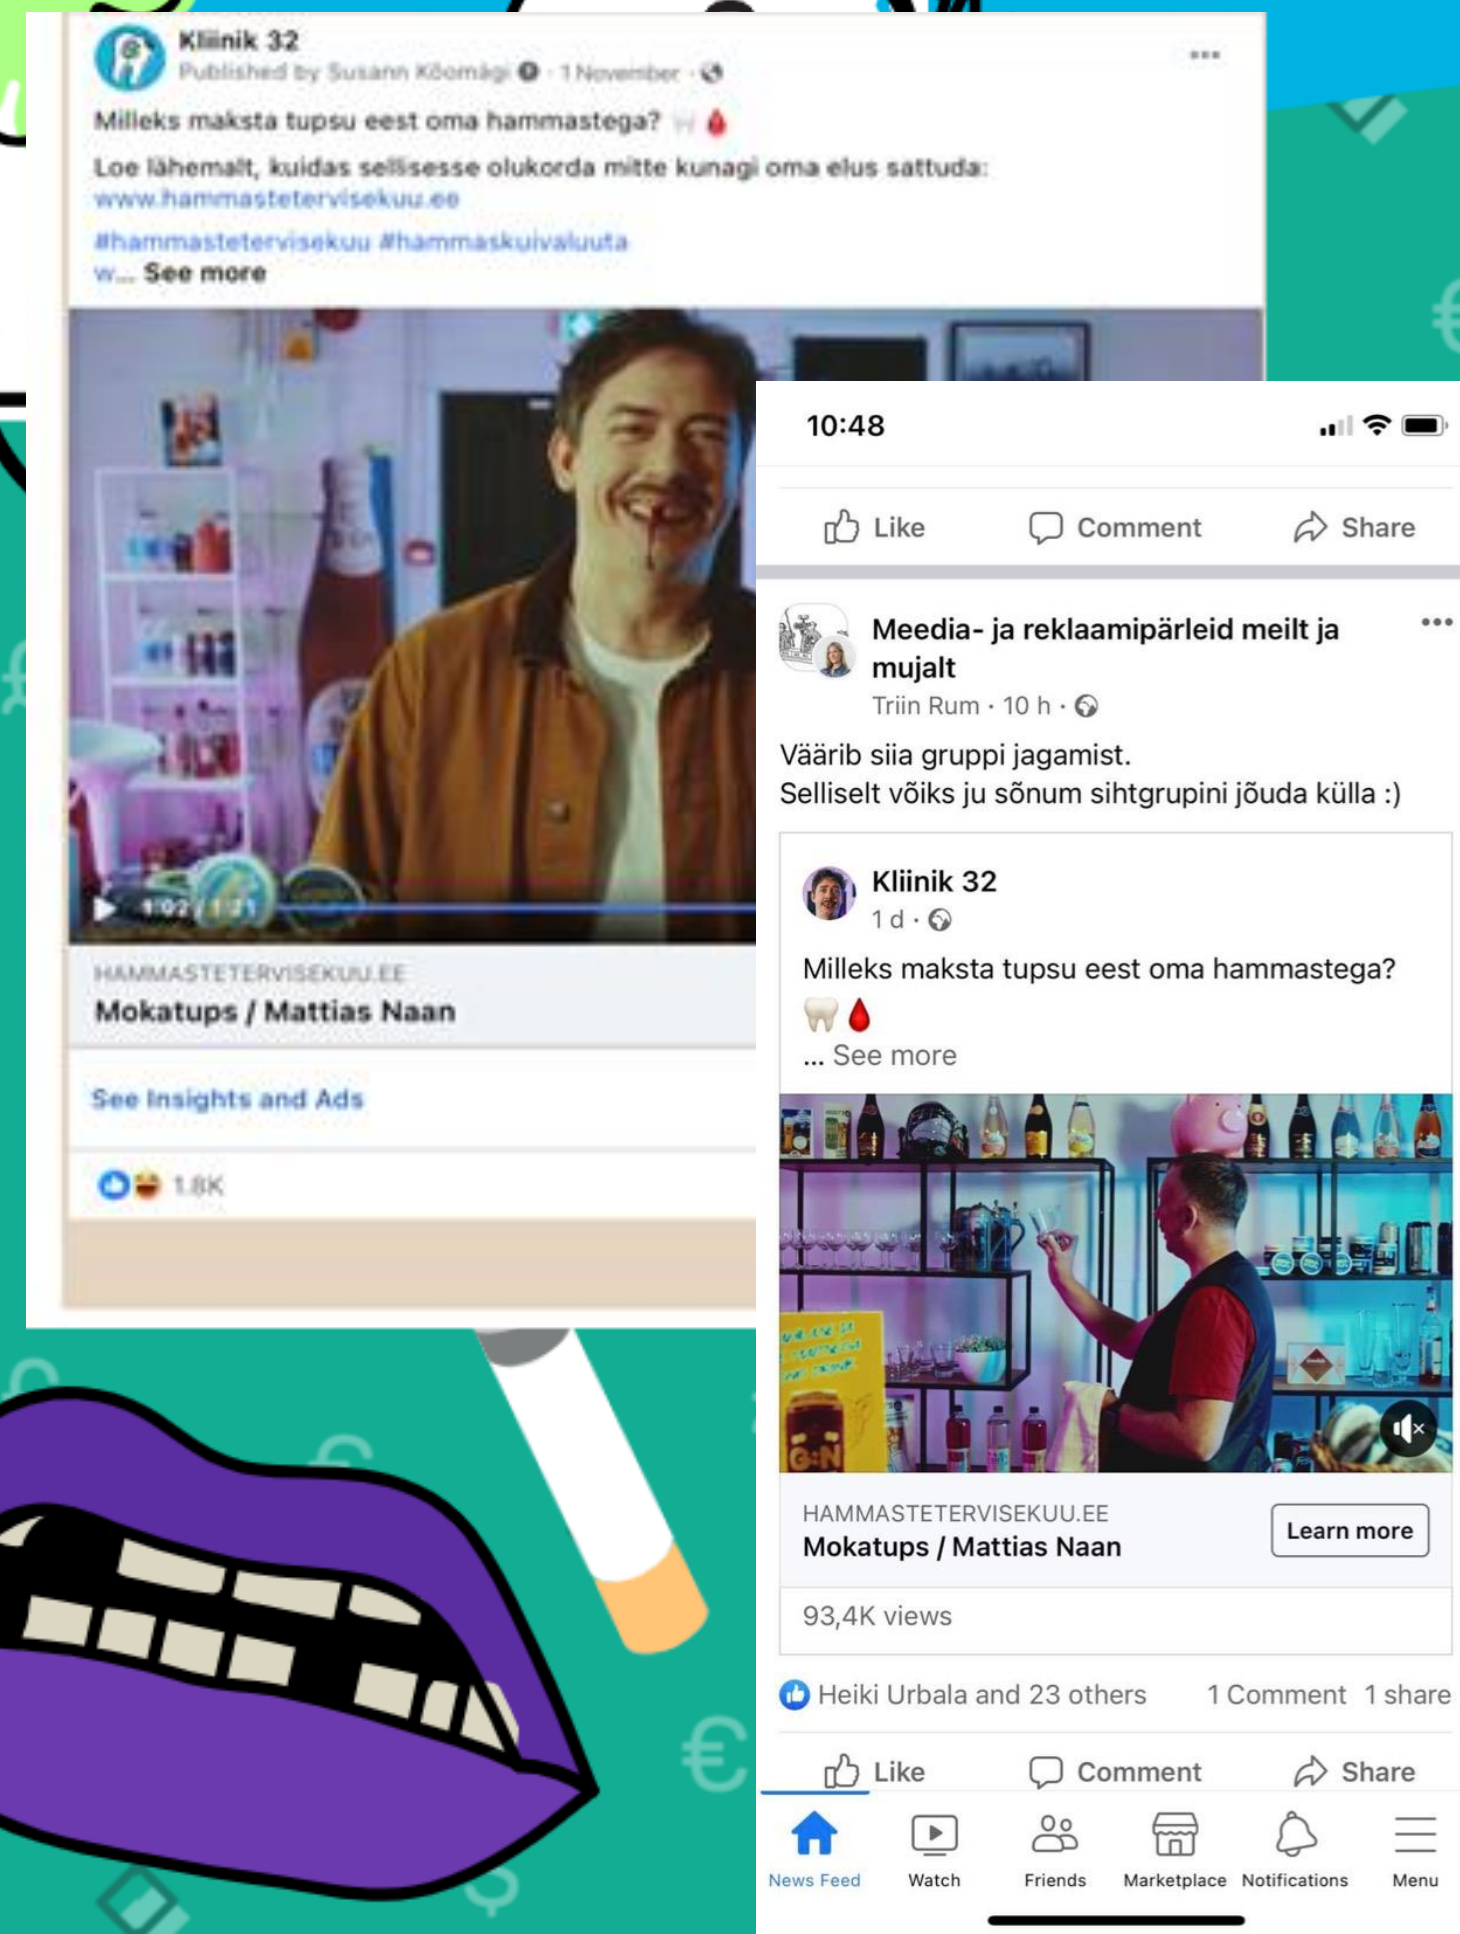 Kliinik 32
Published by Susann Kõomägi · 1 November ·
Milleks maksta tupsu eest oma hammastega?
Loe lähemalt, kuidas sellisesse olukorda mitte kunagi oma elus sattuda:
www.hammastetervisekuu.ee
#hammastetervisekuu #hammaskuivaluuta
w... See more
1:02 / 1:21
HAMMASTETERVISEKUU.EE
Mokatups / Mattias Naan
See Insights and Ads
1.8K
10:48
Like Comment Share
Meedia- ja reklaamipärleid meilt ja
mujalt
Triin Rum · 10 h ·
Väärib siia gruppi jagamist.
Selliselt võiks ju sõnum sihtgrupini jõuda külla :)
Kliinik 32
1 d ·
Milleks maksta tupsu eest oma hammastega?
... See more
G:N
HAMMASTETERVISEKUU.EE
Mokatups / Mattias Naan
Learn more
93,4K views
Heiki Urbala and 23 others 1 Comment 1 share
Like Comment Share
News Feed Watch Friends Marketplace Notifications Menu